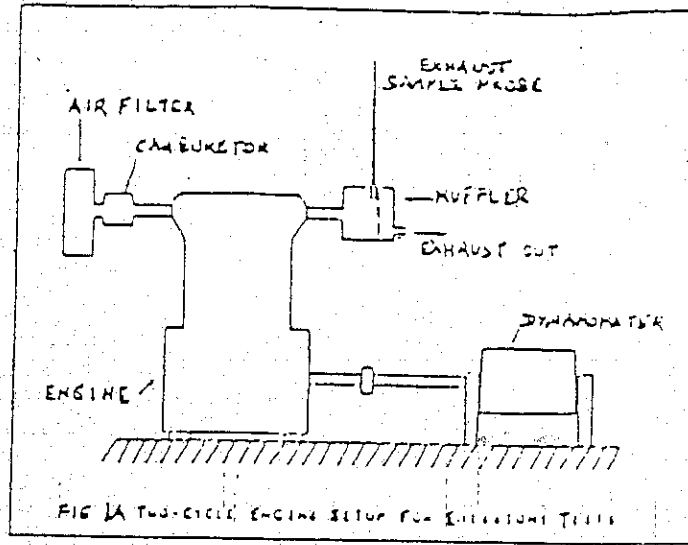 EXHAUST
SAMPLE PROBE
AIR FILTER
CARBURETOR
MUFFLER
EXHAUST OUT
DYNAMOMETER
ENGINE
FIG 1A TWO-CYCLE ENGINE SETUP FOR EMISSIONS TESTS